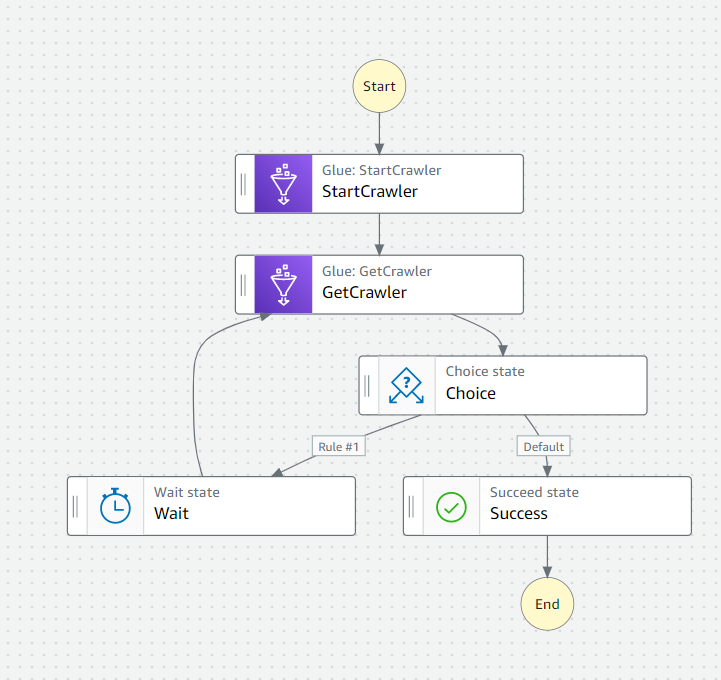 Start
Glue: StartCrawler
StartCrawler
Glue: GetCrawler
GetCrawler
Choice state
Choice
Rule #1
Default
Wait state
Wait
Succeed state
Success
End